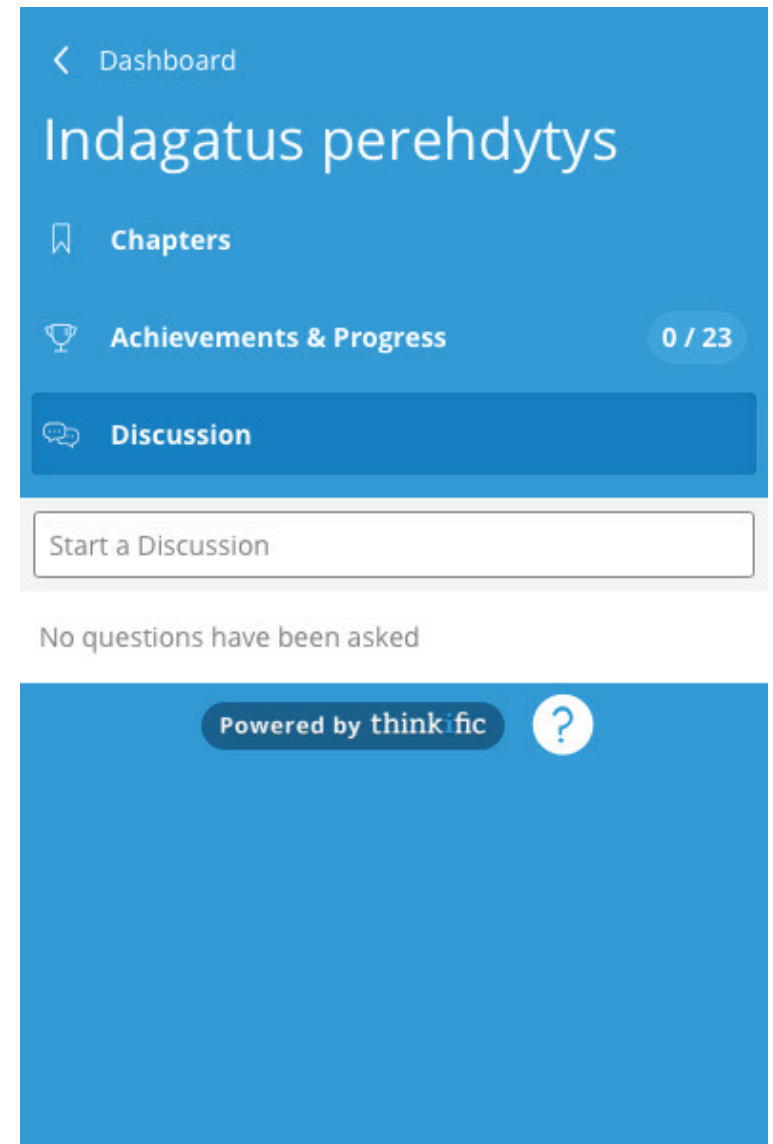 Dashboard
Indagatus perehdytys
Chapters
Achievements & Progress 0 / 23
Discussion
Start a Discussion
No questions have been asked
Powered by thinkific ?